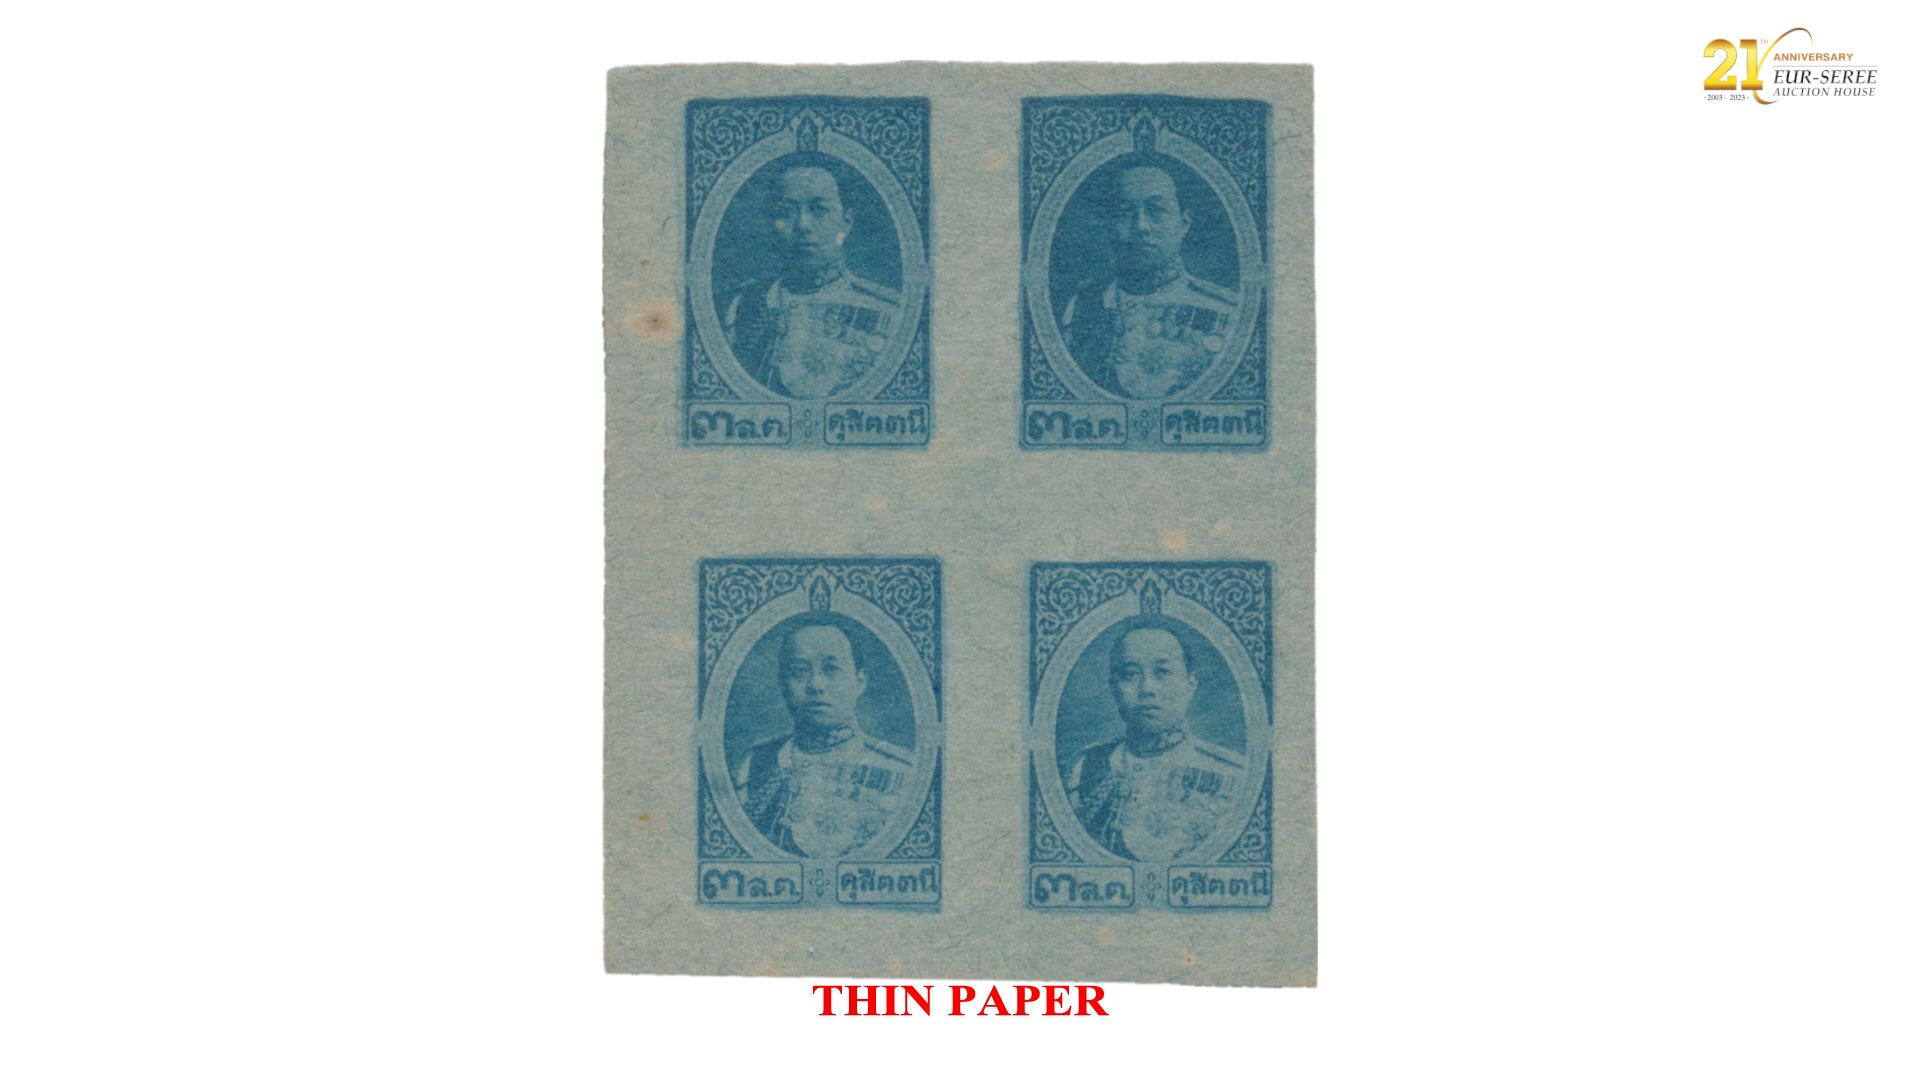 21TH
ANNIVERSARY
EUR-SEREE
AUCTION HOUSE
·2003 - 2023·
๓ส.ต. ดุสิตธานี
๓ส.ต. ดุสิตธานี
๓ส.ต. ดุสิตธานี
๓ส.ต. ดุสิตธานี
THIN PAPER